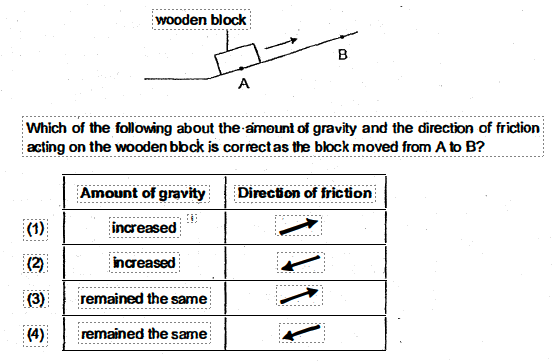 wooden block
B
A
Which of the following about the amount of gravity and the direction of friction
acting on the wooden block is correct as the block moved from A to B?
Amount of gravity Direction of friction
(1) increased
(2) increased
(3) remained the same
(4) remained the same